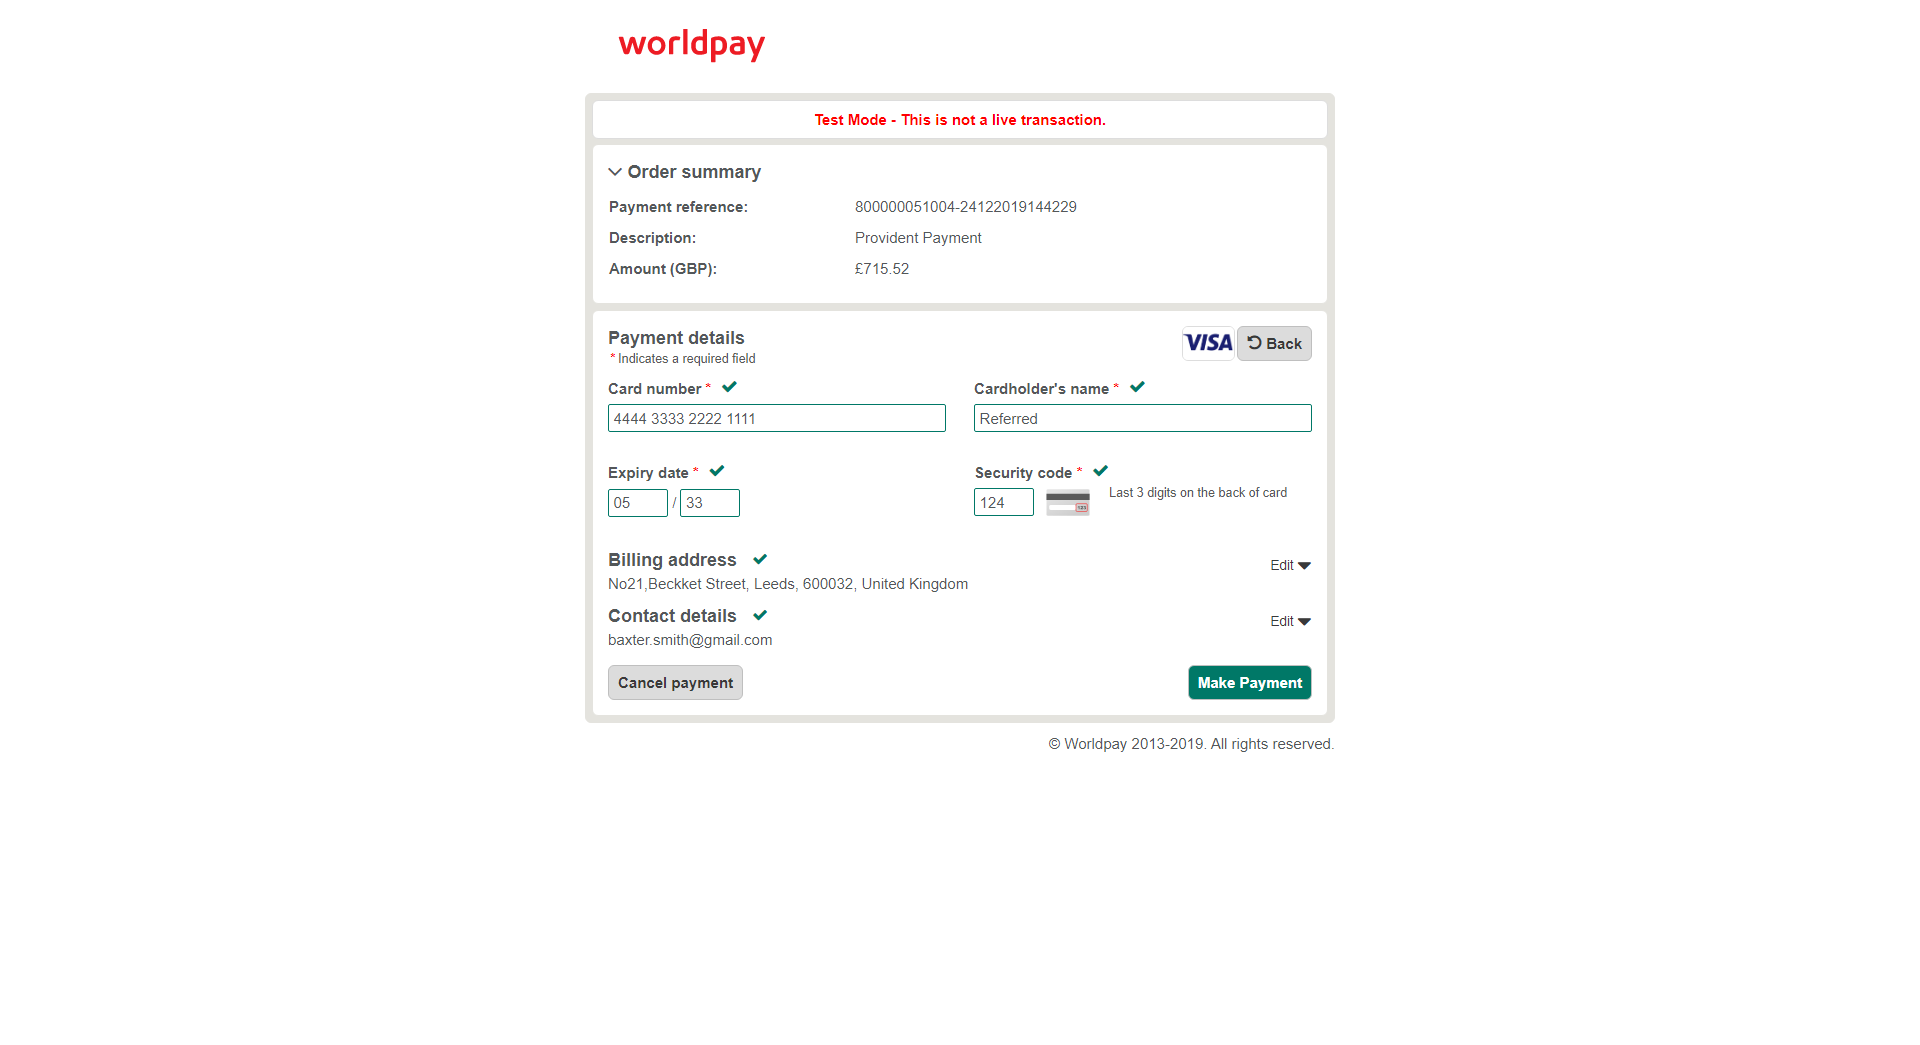 worldpay
Test Mode - This is not a live transaction.
Order summary
Payment reference: 800000051004-24122019144229
Description: Provident Payment
Amount (GBP): £715.52
Payment details
VISA
Back
* Indicates a required field
Card number * Cardholder's name *
4444 3333 2222 1111 Referred
Expiry date * Security code *
05 / 33 124 123 Last 3 digits on the back of card
Billing address
Edit
No21,Beckket Street, Leeds, 600032, United Kingdom
Contact details
Edit
baxter.smith@gmail.com
Cancel payment Make Payment
© Worldpay 2013-2019. All rights reserved.